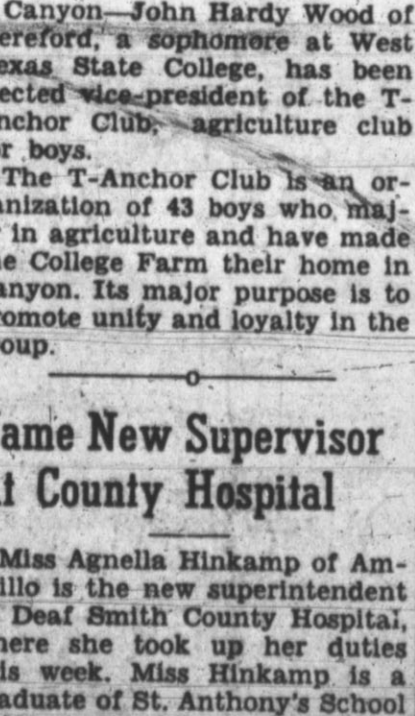 Canyon—John Hardy Wood of
ereford, a sophomore at West
exas State College, has been
ected vice-president of the T-
nchor Club, agriculture club
r boys.
The T-Anchor Club is an or-
anization of 43 boys who maj-
in agriculture and have made
e College Farm their home in
anyon. Its major purpose is to
romote unity and loyalty in the
oup.
o
ame New Supervisor
t County Hospital
Miss Agnella Hinkamp of Am-
illo is the new superintendent
Deaf Smith County Hospital,
here she took up her duties
is week. Miss Hinkamp is a
aduate of St. Anthony's School